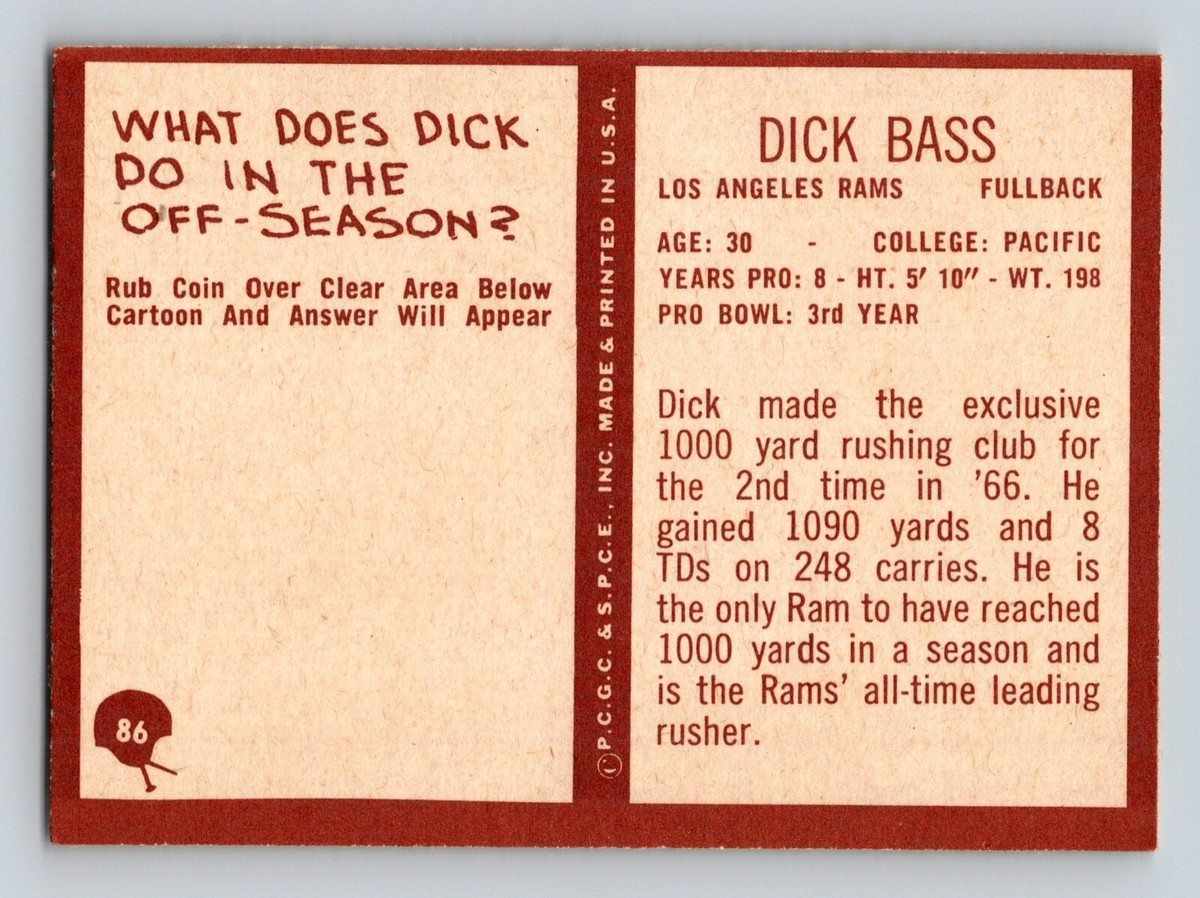 WHAT DOES DICK
DO IN THE
OFF-SEASON?
Rub Coin Over Clear Area Below
Cartoon And Answer Will Appear
86
©P.C.G.C. & S.P.C.E., INC. MADE & PRINTED IN U.S.A.
DICK BASS
LOS ANGELES RAMS FULLBACK
AGE: 30 - COLLEGE: PACIFIC
YEARS PRO: 8 - HT. 5′ 10″ - WT. 198
PRO BOWL: 3rd YEAR
Dick made the exclusive
1000 yard rushing club for
the 2nd time in '66. He
gained 1090 yards and 8
TDs on 248 carries. He is
the only Ram to have reached
1000 yards in a season and
is the Rams' all-time leading
rusher.